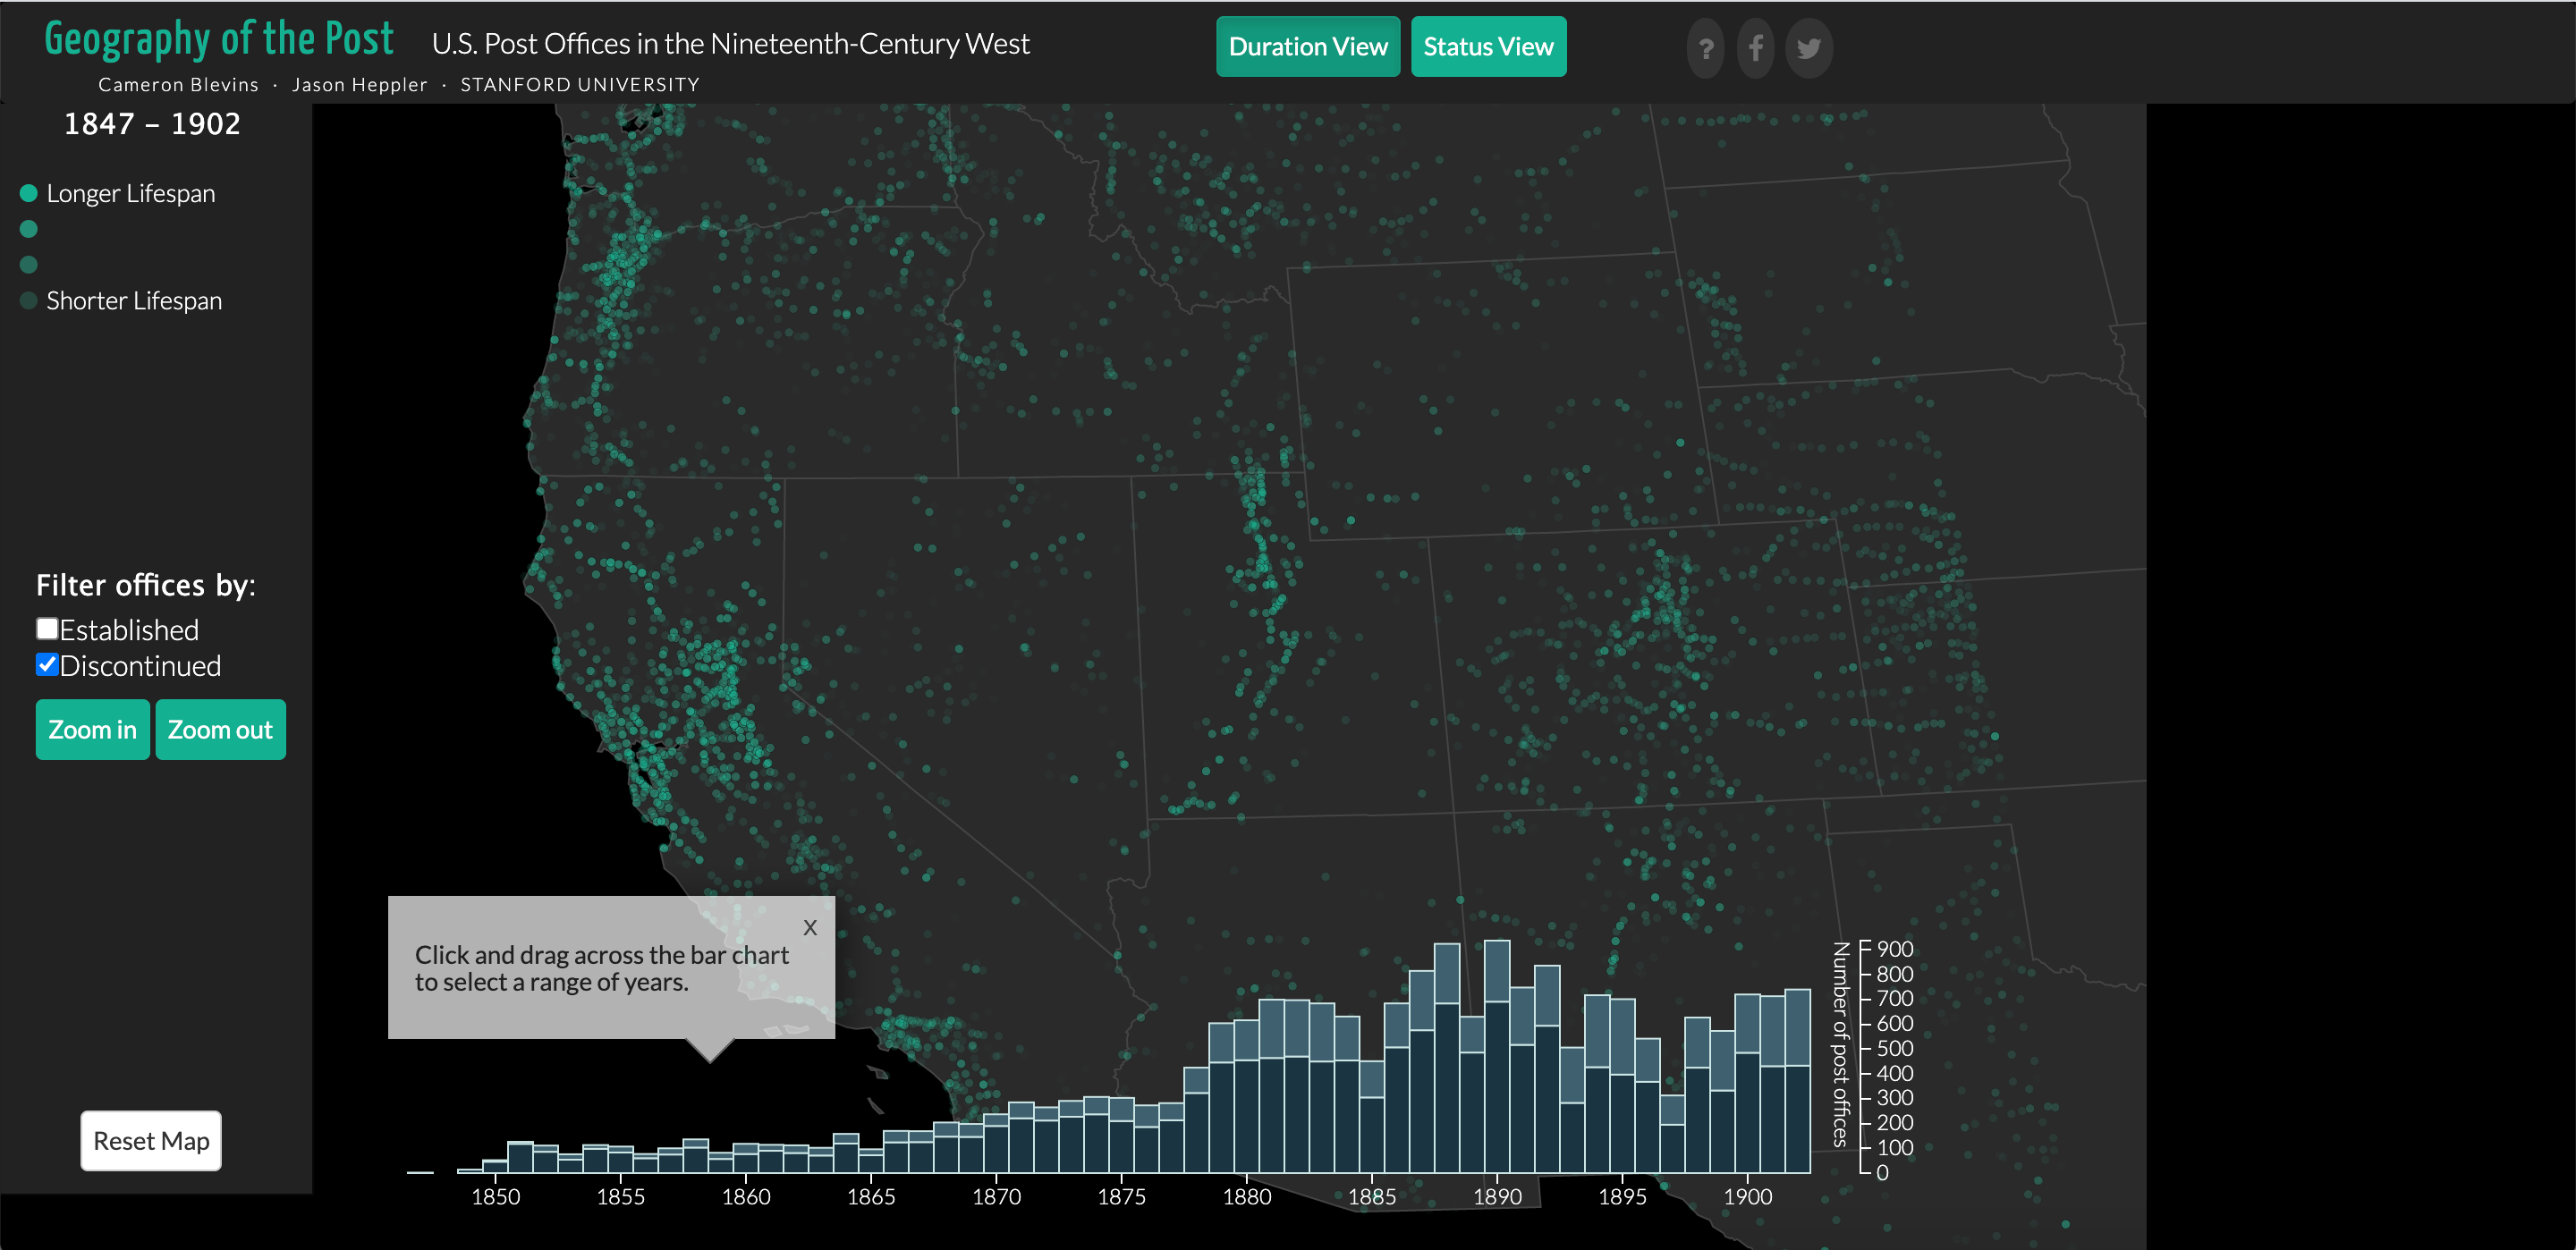 Geography of the Post
U.S. Post Offices in the Nineteenth-Century West
Duration View
Status View
?
f
Cameron Blevins · Jason Heppler · STANFORD UNIVERSITY
1847 – 1902
Longer Lifespan
Shorter Lifespan
Filter offices by:
Established
Discontinued
Zoom in
Zoom out
Reset Map
X
Click and drag across the bar chart
to select a range of years.
Number of post offices
900
800
700
600
500
400
300
200
100
0
1850
1855
1860
1865
1870
1875
1880
1885
1890
1895
1900